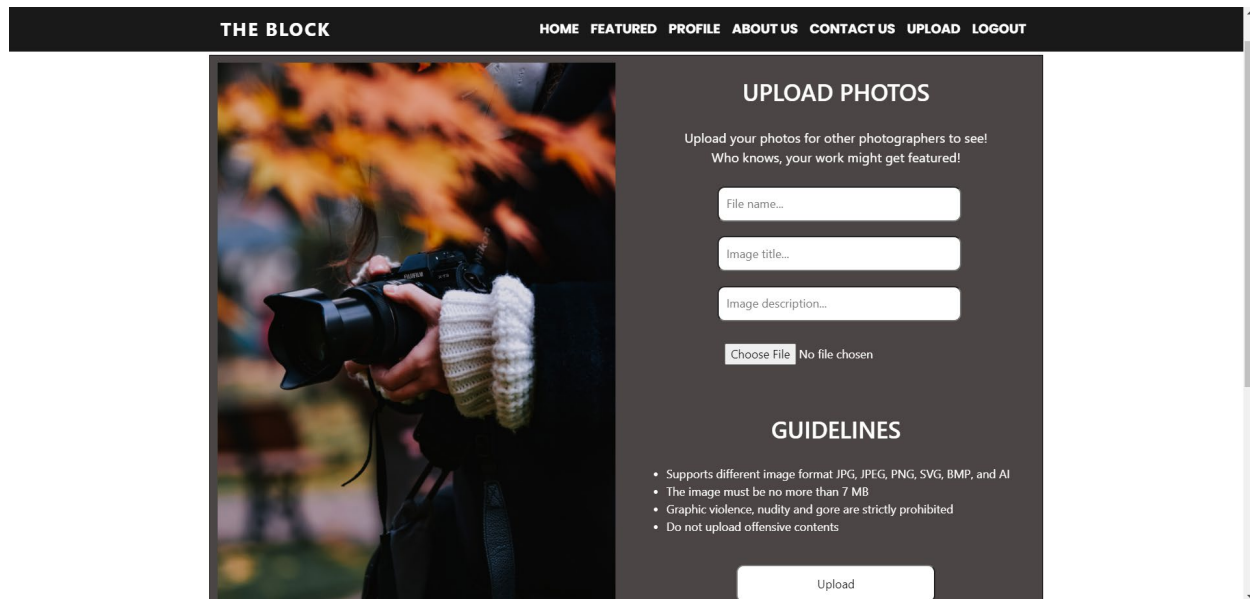 THE BLOCK
HOME FEATURED PROFILE ABOUT US CONTACT US UPLOAD LOGOUT
UPLOAD PHOTOS
Upload your photos for other photographers to see!
Who knows, your work might get featured!
File name...
Image title...
Image description...
Choose File No file chosen
GUIDELINES
• Supports different image format JPG, JPEG, PNG, SVG, BMP, and AI
• The image must be no more than 7 MB
• Graphic violence, nudity and gore are strictly prohibited
• Do not upload offensive contents
Upload
FUJIFILM